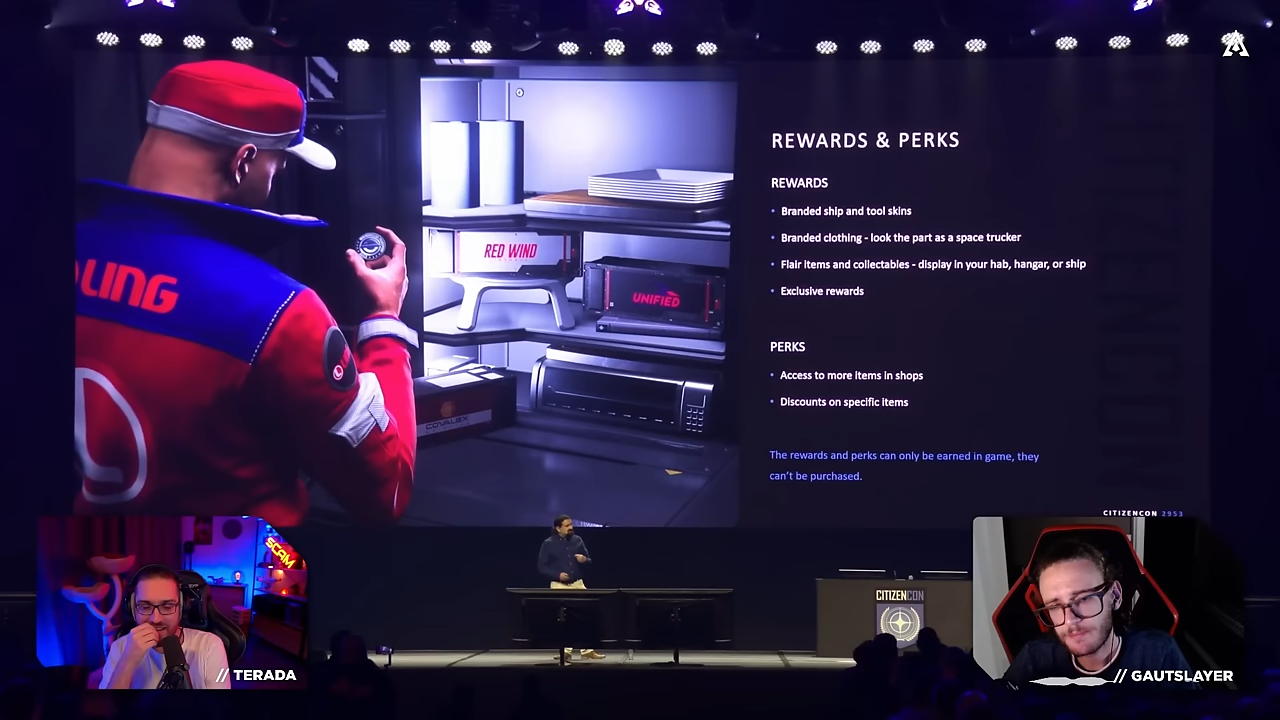 REWARDS & PERKS
REWARDS
• Branded ship and tool skins
• Branded clothing - look the part as a space trucker
• Flair items and collectables - display in your hab, hangar, or ship
• Exclusive rewards
PERKS
• Access to more items in shops
• Discounts on specific items
The rewards and perks can only be earned in game, they
can't be purchased.
CITIZENCON 2953
LING
RED WIND
UNIFIED
COVALEX
SCAM
CITIZENCON
// TERADA
// GAUTSLAYER